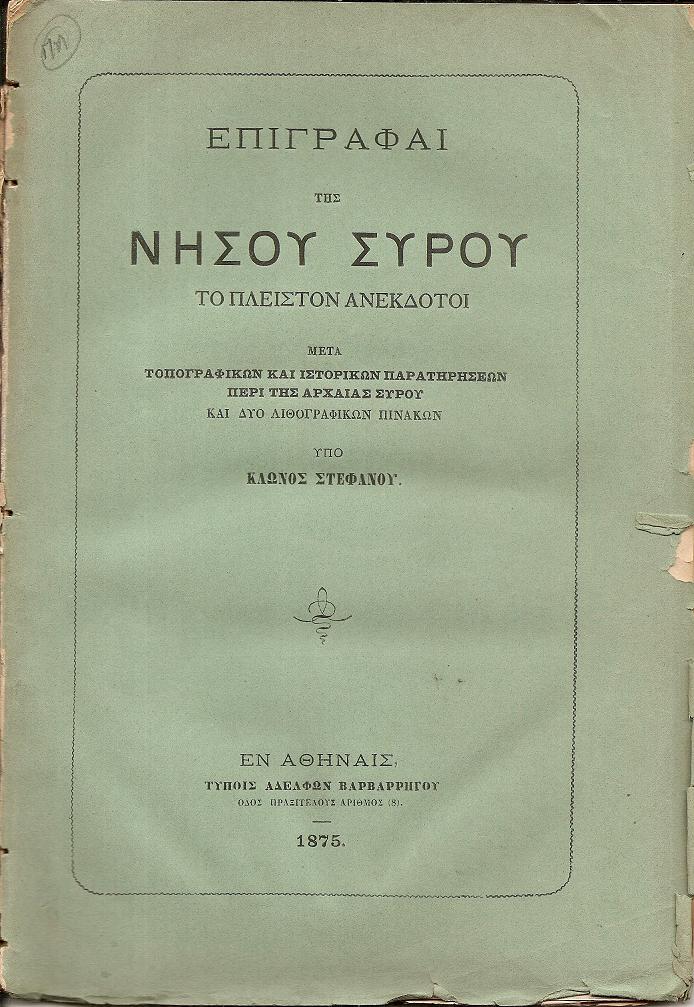 ΕΠΙΓΡΑΦΑΙ
ΤΗΣ
ΝΗΣΟΥ ΣΥΡΟΥ
ΤΟ ΠΛΕΙΣΤΟΝ ΑΝΕΚΔΟΤΟΙ
ΜΕΤΑ
ΤΟΠΟΓΡΑΦΙΚΩΝ ΚΑΙ ΙΣΤΟΡΙΚΩΝ ΠΑΡΑΤΗΡΗΣΕΩΝ
ΠΕΡΙ ΤΗΣ ΑΡΧΑΙΑΣ ΣΥΡΟΥ
ΚΑΙ ΔΥΟ ΛΙΘΟΓΡΑΦΙΚΩΝ ΠΙΝΑΚΩΝ
ΥΠΟ
ΚΛΩΝΟΣ ΣΤΕΦΑΝΟΥ.
ΕΝ ΑΘΗΝΑΙΣ,
ΤΥΠΟΙΣ ΑΔΕΛΦΩΝ ΒΑΡΒΑΡΡΗΓΟΥ
ΟΔΟΣ ΠΡΑΞΙΤΕΛΟΥΣ ΑΡΙΘΜΟΣ (8).
1875.